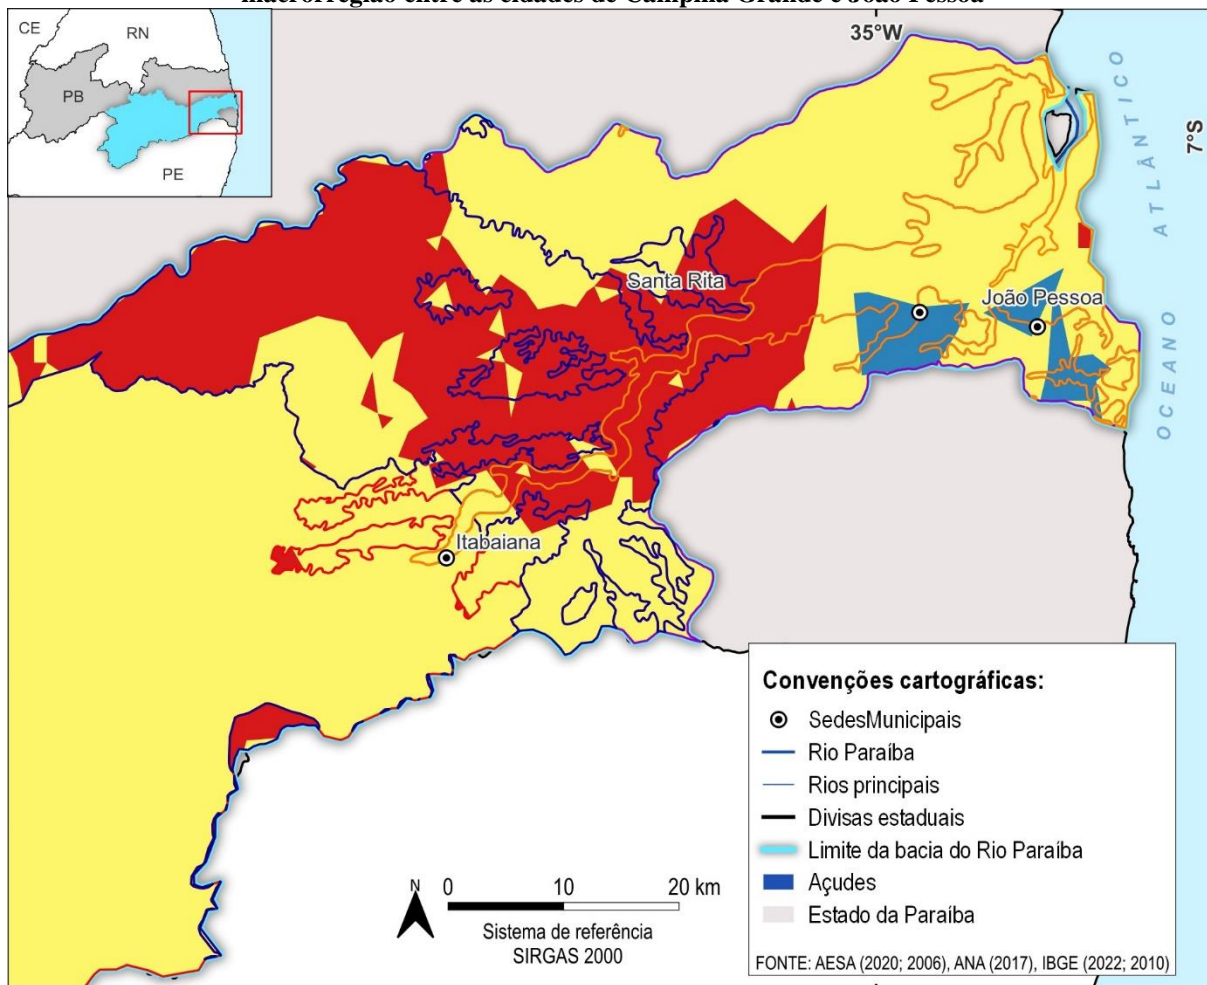 macrorregião entre as cidades de Campina Grande e João Pessoa
CE
RN
PB
PE
35°W
7°S
OCEANO ATLÂNTICO
Santa Rita
João Pessoa
Itabaiana
N
0 10 20 km
Sistema de referência
SIRGAS 2000
Convenções cartográficas:
SedesMunicipais
Rio Paraíba
Rios principais
Divisas estaduais
Limite da bacia do Rio Paraíba
Açudes
Estado da Paraíba
FONTE: AESA (2020; 2006), ANA (2017), IBGE (2022; 2010)